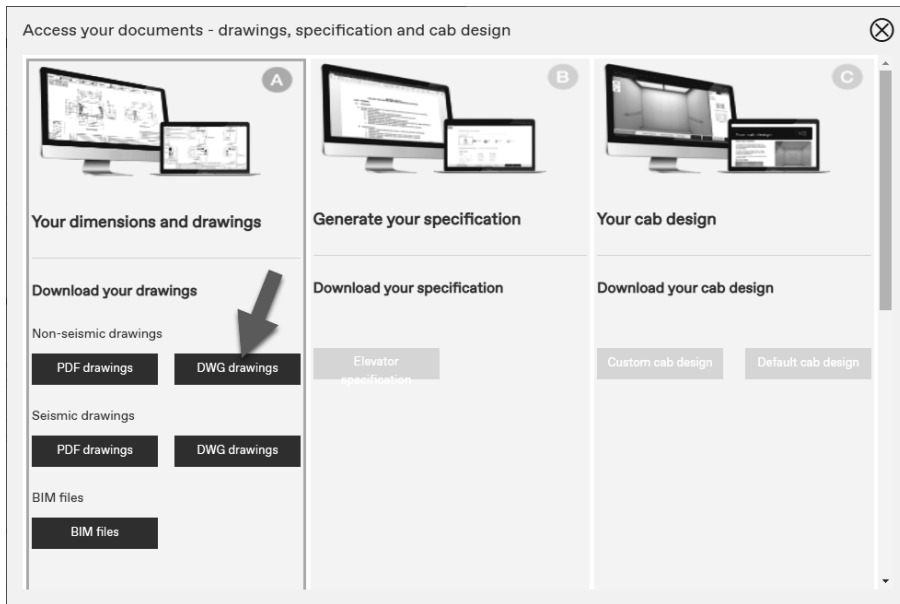 Access your documents - drawings, specification and cab design
A
B
C
Your dimensions and drawings
Generate your specification
Your cab design
Download your drawings
Download your specification
Download your cab design
Non-seismic drawings
PDF drawings
DWG drawings
Elevator
specification
Custom cab design
Default cab design
Seismic drawings
PDF drawings
DWG drawings
BIM files
BIM files